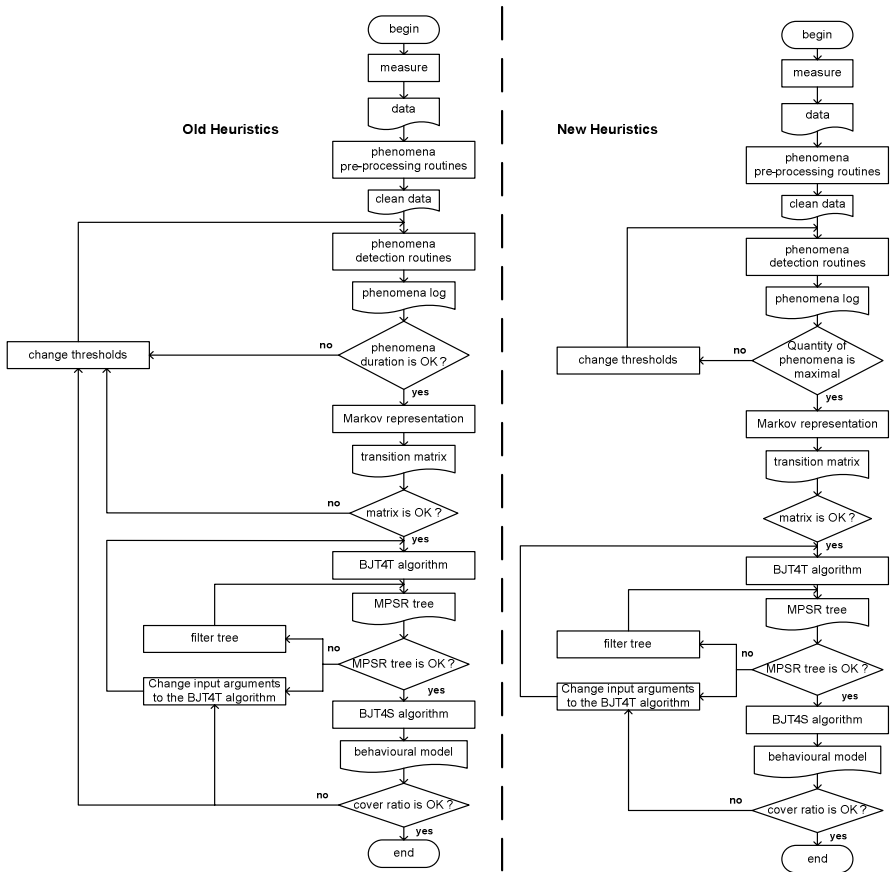 Old Heuristics
begin
measure
data
phenomena
pre-processing routines
clean data
phenomena
detection routines
phenomena log
phenomena
duration is OK ?
no
change thresholds
yes
Markov representation
transition matrix
matrix is OK ?
no
yes
BJT4T algorithm
MPSR tree
filter tree
MPSR tree is OK ?
no
Change input arguments
to the BJT4T algorithm
yes
BJT4S algorithm
behavioural model
cover ratio is OK ?
no
yes
end
New Heuristics
begin
measure
data
phenomena
pre-processing routines
clean data
phenomena
detection routines
phenomena log
Quantity of
phenomena is
maximal
no
change thresholds
yes
Markov representation
transition matrix
matrix is OK ?
yes
BJT4T algorithm
MPSR tree
filter tree
no
MPSR tree is OK ?
Change input arguments
to the BJT4T algorithm
yes
BJT4S algorithm
behavioural model
cover ratio is OK ?
no
yes
end